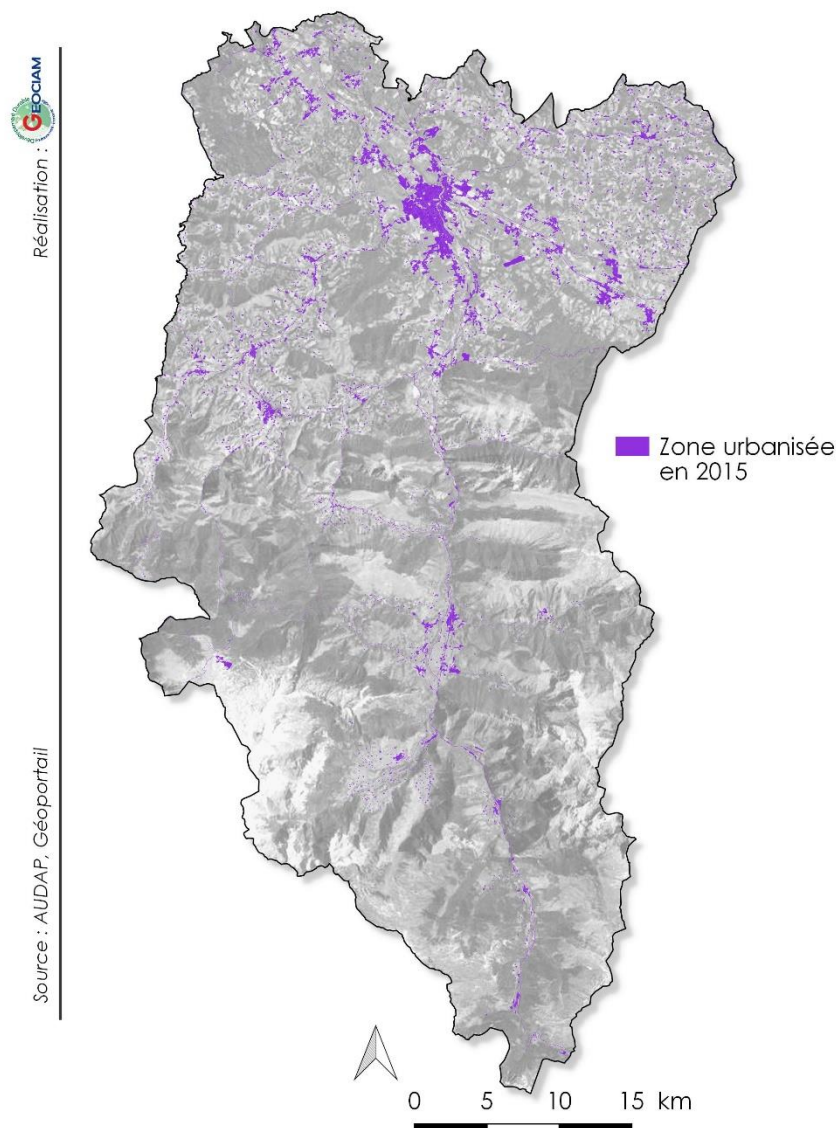 Réalisation :
GEOCIAM
Zone urbanisée
en 2015
Source : AUDAP, Géoportail
0 5 10 15 km